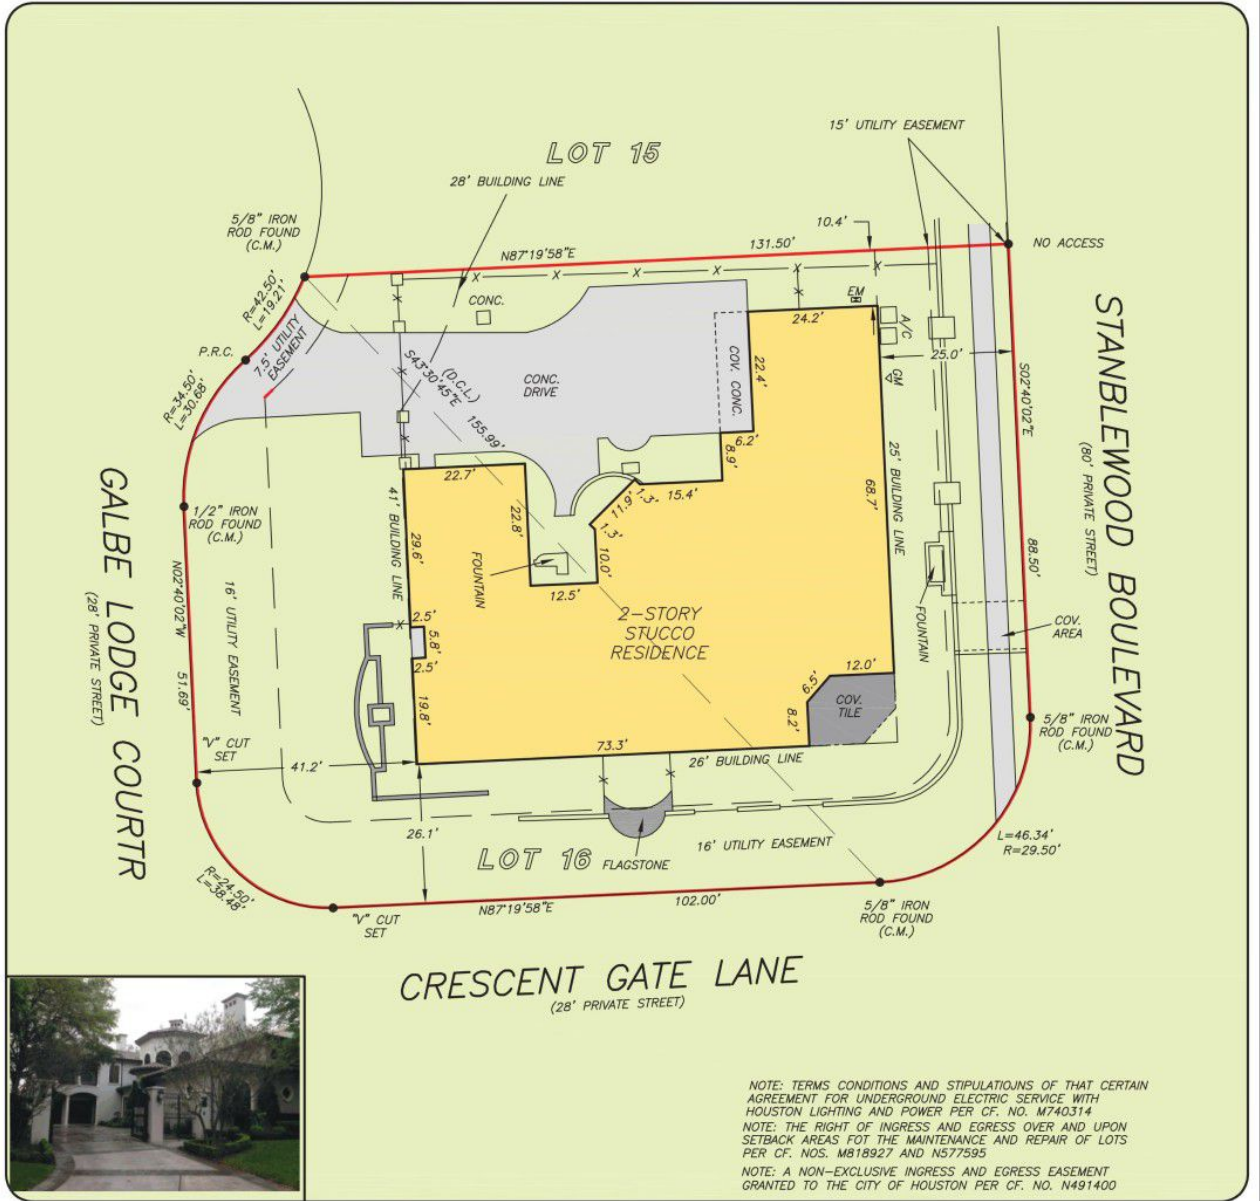 LOT 15
15' UTILITY EASEMENT
28' BUILDING LINE
5/8" IRON
ROD FOUND
(C.M.)
10.4'
131.50'
N87°19'58"E
NO ACCESS
R=42.50'
L=19.21'
CONC.
EM
24.2'
A/C
25.0'
GM
P.R.C.
7.5' UTILITY
EASEMENT
S43°30'45"E
(D.C.L.)
155.99'
CONC.
DRIVE
COV. CONC.
22.4'
S02°40'02"E
STANBLEWOOD BOULEVARD
(80' PRIVATE STREET)
R=34.50'
L=30.68'
6.2'
8.9'
22.7'
15.4'
1.3'
11.9'
1.3'
68.7'
25' BUILDING LINE
GALBE LODGE COURTR
(28' PRIVATE STREET)
1/2" IRON
ROD FOUND
(C.M.)
41' BUILDING LINE
22.8'
29.6'
10.0'
FOUNTAIN
12.5'
88.50'
N02°40'02"W
16' UTILITY EASEMENT
2.5'
5.8'
2.5'
2-STORY
STUCCO
RESIDENCE
FOUNTAIN
COV.
AREA
51.69'
19.8'
12.0'
6.5'
8.2'
COV.
TILE
5/8" IRON
ROD FOUND
(C.M.)
"V" CUT
SET
41.2'
73.3'
26' BUILDING LINE
26.1'
LOT 16
FLAGSTONE
16' UTILITY EASEMENT
L=46.34'
R=29.50'
R=24.50'
L=38.48'
"V" CUT
SET
N87°19'58"E
102.00'
5/8" IRON
ROD FOUND
(C.M.)
CRESCENT GATE LANE
(28' PRIVATE STREET)
NOTE: TERMS CONDITIONS AND STIPULATIOJNS OF THAT CERTAIN
AGREEMENT FOR UNDERGROUND ELECTRIC SERVICE WITH
HOUSTON LIGHTING AND POWER PER CF. NO. M740314
NOTE: THE RIGHT OF INGRESS AND EGRESS OVER AND UPON
SETBACK AREAS FOT THE MAINTENANCE AND REPAIR OF LOTS
PER CF. NOS. M818927 AND N577595
NOTE: A NON-EXCLUSIVE INGRESS AND EGRESS EASEMENT
GRANTED TO THE CITY OF HOUSTON PER CF. NO. N491400